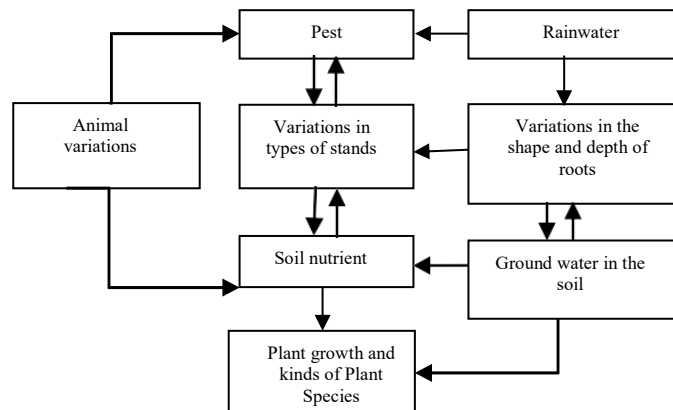 Pest
Rainwater
Animal
variations
Variations in
types of stands
Variations in the
shape and depth of
roots
Soil nutrient
Ground water in the
soil
Plant growth and
kinds of Plant
Species